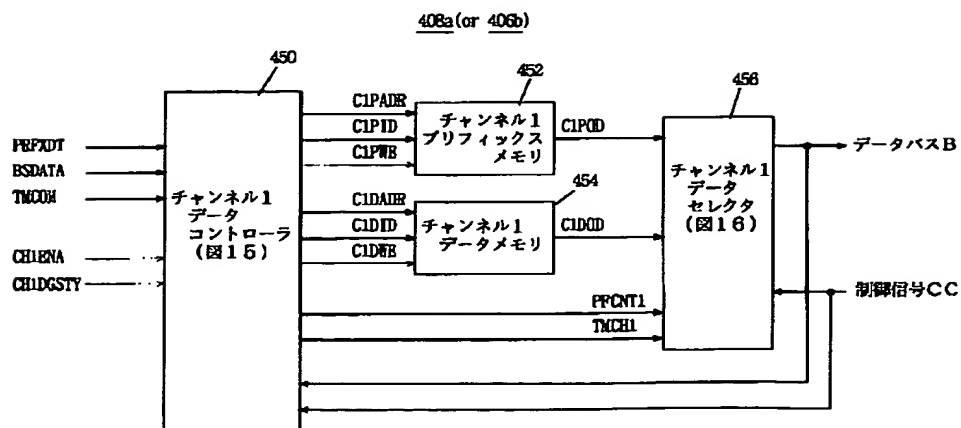 408a(or 406b)
450
452
456
C1PADR
C1PID
C1PWE
チャンネル1
プリフィックス
メモリ
C1POD
PRFXDT
BSDATA
TMCOM
チャンネル1
データ
コントローラ
(図15)
CH1ENA
CH1DGSTY
454
C1DADR
C1DID
C1DWE
チャンネル1
データメモリ
C1DOD
チャンネル1
データ
セレクタ
(図16)
データバスB
制御信号CC
PFCNT1
TMCH1